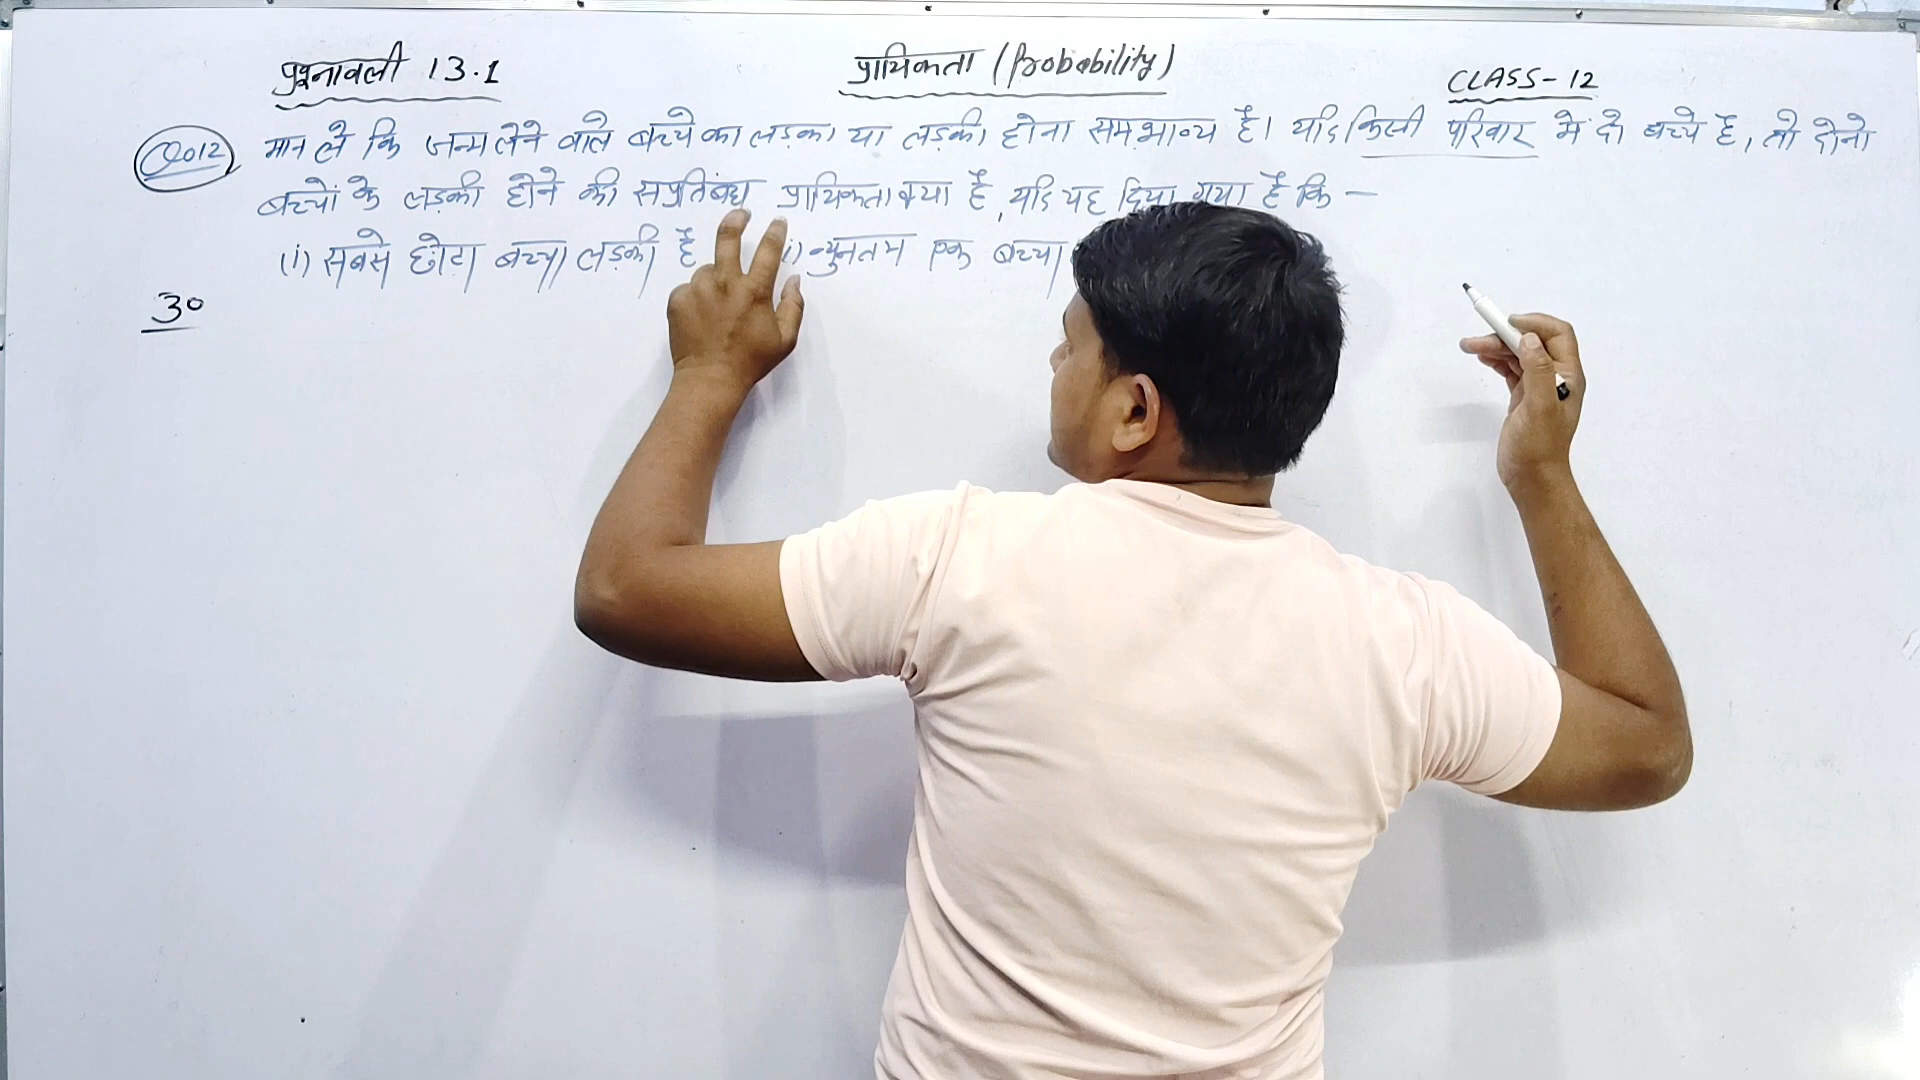 प्रश्नावली 13.1
प्रायिकता (Probability)
CLASS-12
Q012 मान ले कि जन्म लेने वाले बच्चे का लड़का या लड़की होना समभाव्य है। यदि किसी परिवार में दो बच्चे है, तो दोनो
बच्चों के लड़की होने की सप्रतिबंध प्रायिकता क्या है, यदि यह दिया गया है कि —
(i) सबसे छोटा बच्चा लड़की है i) न्युनतम एक बच्चा
उ०